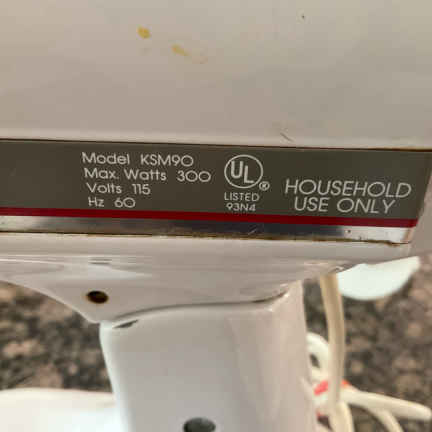 Model KSM90
Max. Watts 300
Volts 115
Hz 60
UL®
LISTED
93N4
HOUSEHOLD
USE ONLY